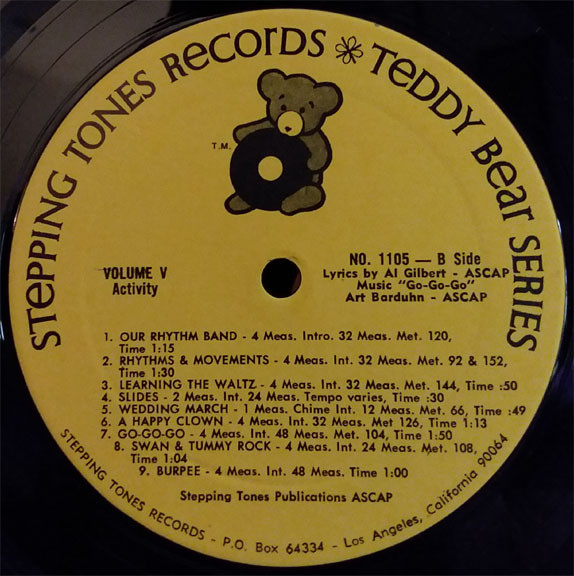 STePPING TONES RecorDS * TeDDY Bear SERIES
T.M.
VOLUME V
Activity
NO. 1105 — B Side
Lyrics by Al Gilbert - ASCAP
Music "Go-Go-Go"
Art Barduhn - ASCAP
1. OUR RHYTHM BAND - 4 Meas. Intro. 32 Meas. Met. 120,
Time 1:15
2. RHYTHMS & MOVEMENTS - 4 Meas. Int. 32 Meas. Met. 92 & 152,
Time 1:30
3. LEARNING THE WALTZ - 4 Meas. Int. 32 Meas. Met. 144, Time :50
4. SLIDES - 2 Meas. Int. 24 Meas. Tempo varies, Time :30
5. WEDDING MARCH - 1 Meas. Chime Int. 12 Meas. Met. 66, Time :49
6. A HAPPY CLOWN - 4 Meas. Int. 32 Meas. Met 126, Time 1:13
7. GO-GO-GO - 4 Meas. Int. 48 Meas. Met. 104, Time 1:50
8. SWAN & TUMMY ROCK - 4 Meas. Int. 24 Meas. Met. 108,
Time 1:04
9. BURPEE - 4 Meas. Int. 48 Meas. Time 1:00
Stepping Tones Publications ASCAP
STEPPING TONES RECORDS - P.O. Box 64334 - Los Angeles, California 90064